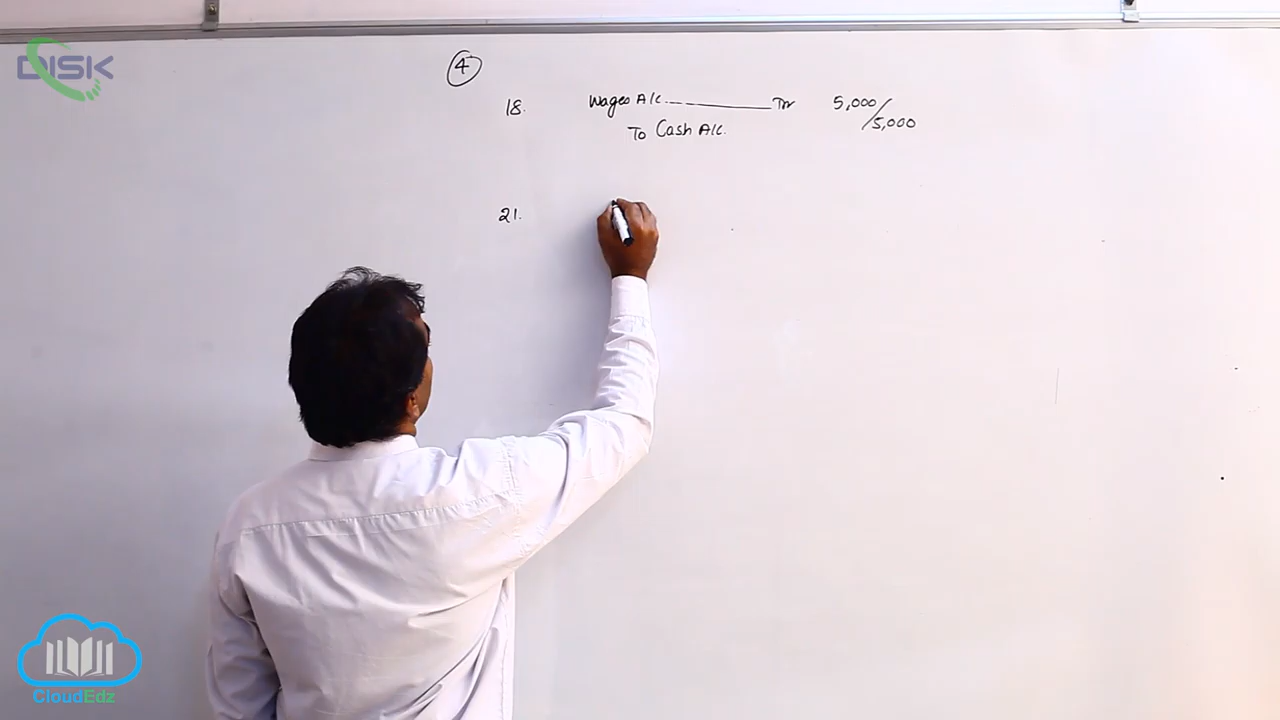 DISK
4
18. Wages A/c. Dr 5,000/
To Cash A/c. 5,000
21.
CloudEdz